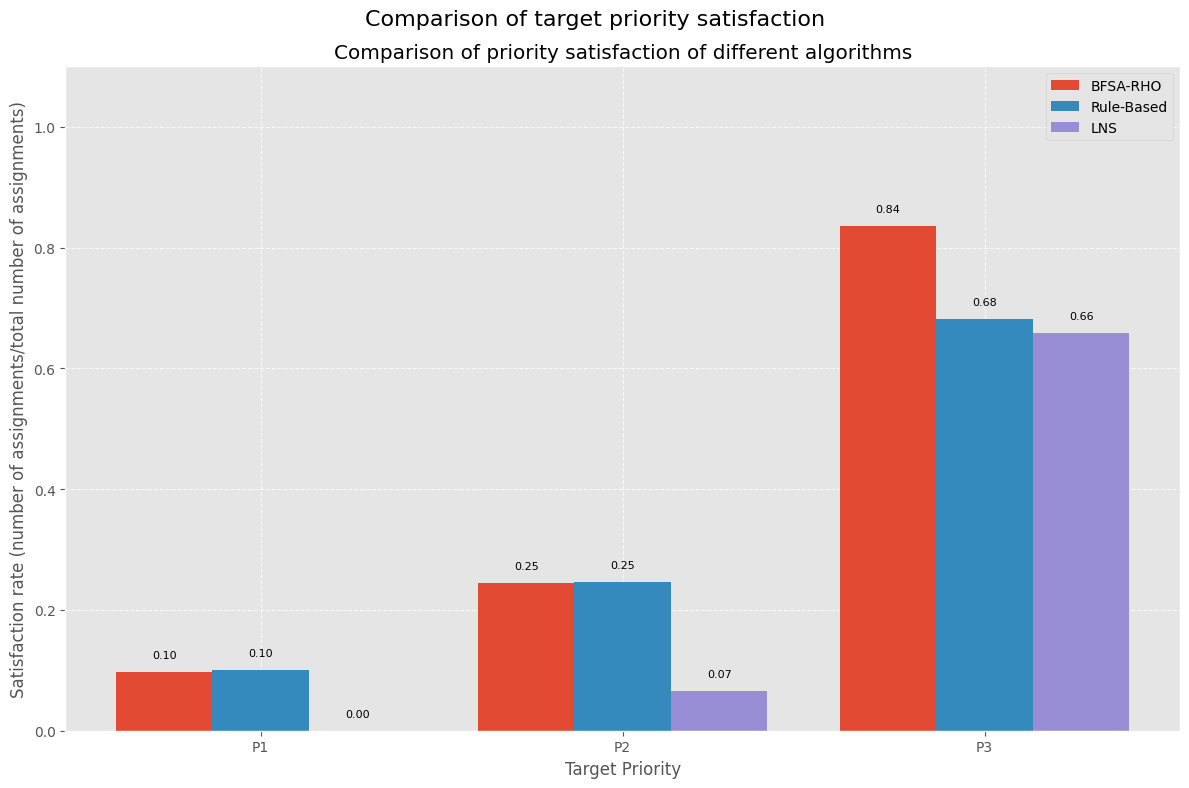 Comparison of target priority satisfaction
Comparison of priority satisfaction of different algorithms
Satisfaction rate (number of assignments/total number of assignments)
1.0
0.8
0.6
0.4
0.2
0.0
BFSA-RHO
Rule-Based
LNS
0.10
0.10
0.00
0.25
0.25
0.07
0.84
0.68
0.66
P1
P2
P3
Target Priority